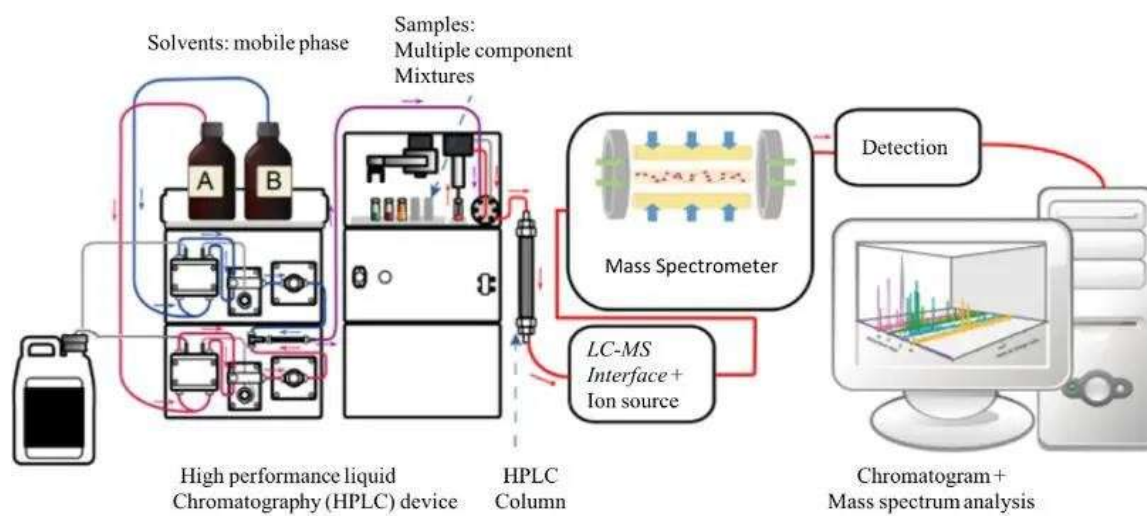 Solvents: mobile phase
Samples:
Multiple component
Mixtures
A
B
Mass Spectrometer
Detection
LC-MS
Interface +
Ion source
High performance liquid
Chromatography (HPLC) device
HPLC
Column
Chromatogram +
Mass spectrum analysis